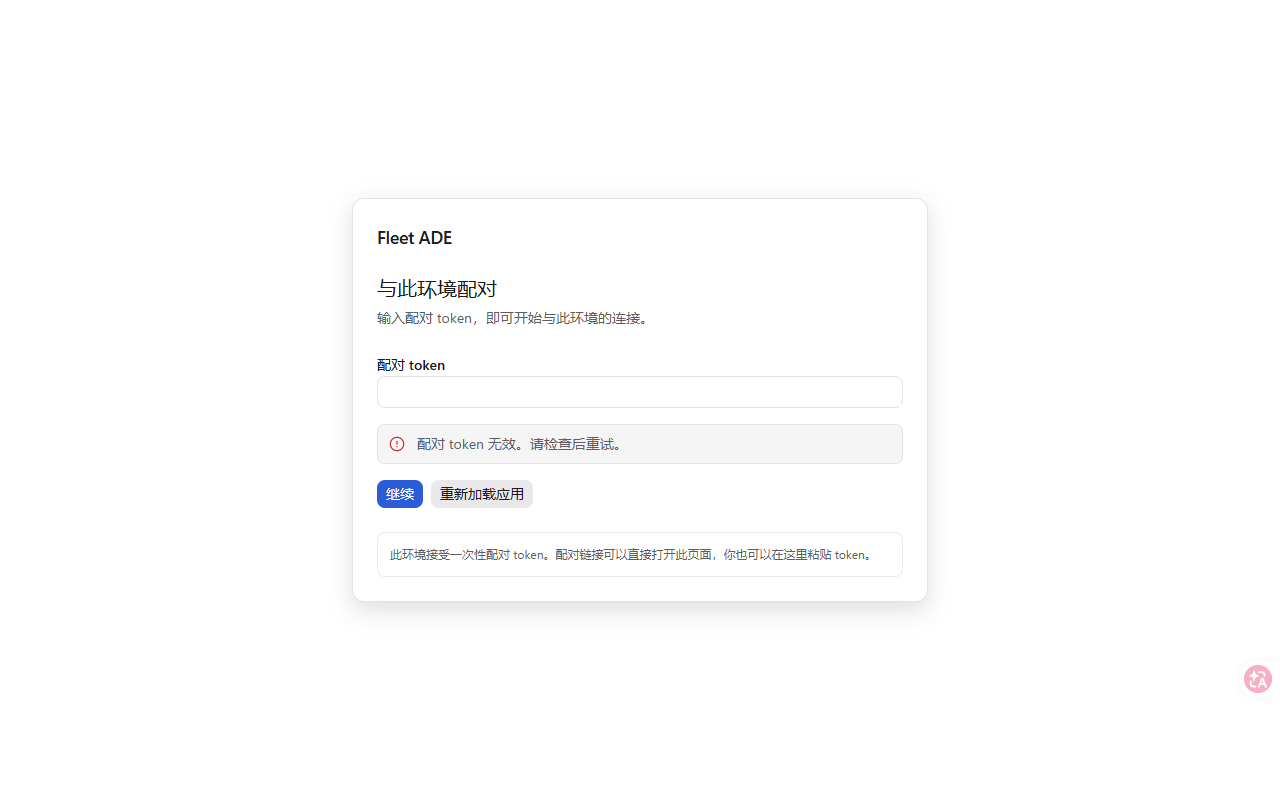 Fleet ADE
与此环境配对
输入配对 token，即可开始与此环境的连接。
配对 token
配对 token 无效。请检查后重试。
继续
重新加载应用
此环境接受一次性配对 token。配对链接可以直接打开此页面，你也可以在这里粘贴 token。